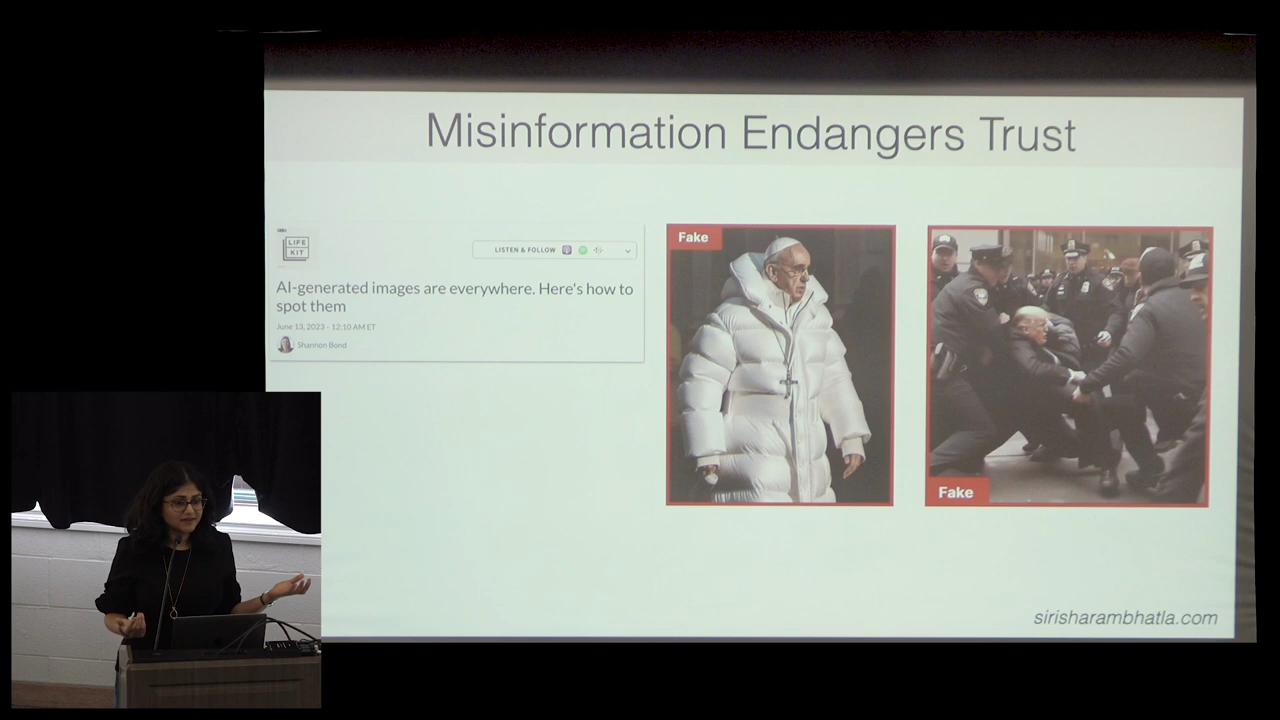 Misinformation Endangers Trust
LIFE
KIT
LISTEN & FOLLOW
AI-generated images are everywhere. Here's how to
spot them
June 13, 2023 · 12:10 AM ET
Shannon Bond
Fake
Fake
sirisharambhatla.com